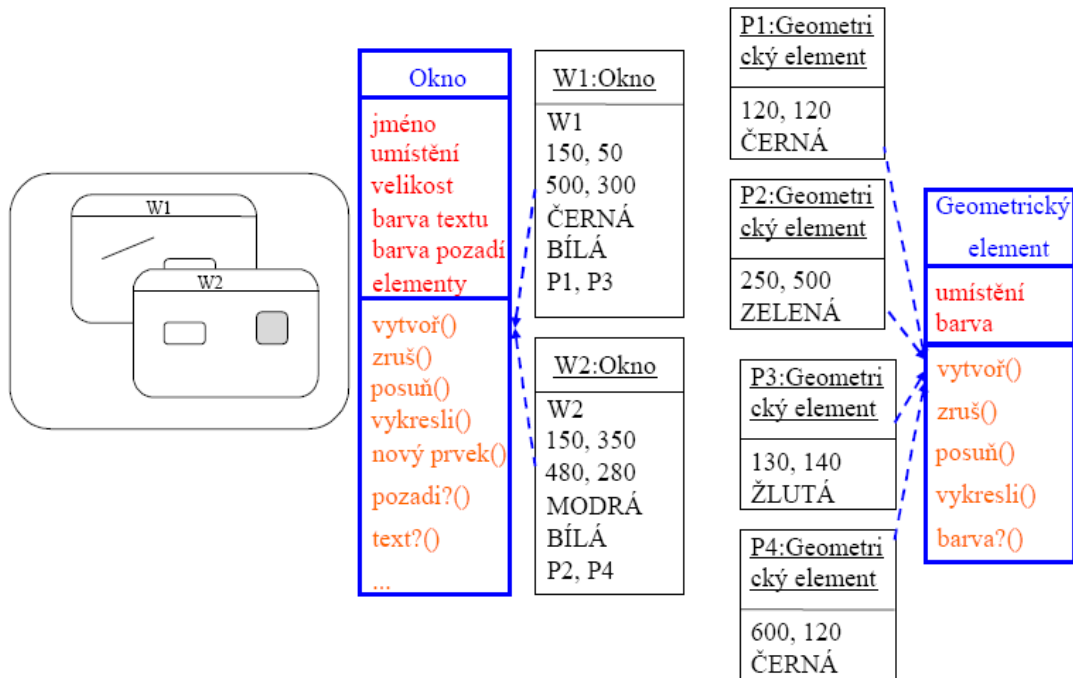 W1
W2
Okno
jméno
umístění
velikost
barva textu
barva pozadí
elementy
vytvoř()
zruš()
posuň()
vykresli()
nový prvek()
pozadi?()
text?()
...
W1:Okno
W1
150, 50
500, 300
ČERNÁ
BÍLÁ
P1, P3
W2:Okno
W2
150, 350
480, 280
MODRÁ
BÍLÁ
P2, P4
P1:Geometri
cký element
120, 120
ČERNÁ
P2:Geometri
cký element
250, 500
ZELENÁ
P3:Geometri
cký element
130, 140
ŽLUTÁ
P4:Geometri
cký element
600, 120
ČERNÁ
Geometrický
element
umístění
barva
vytvoř()
zruš()
posuň()
vykresli()
barva?()